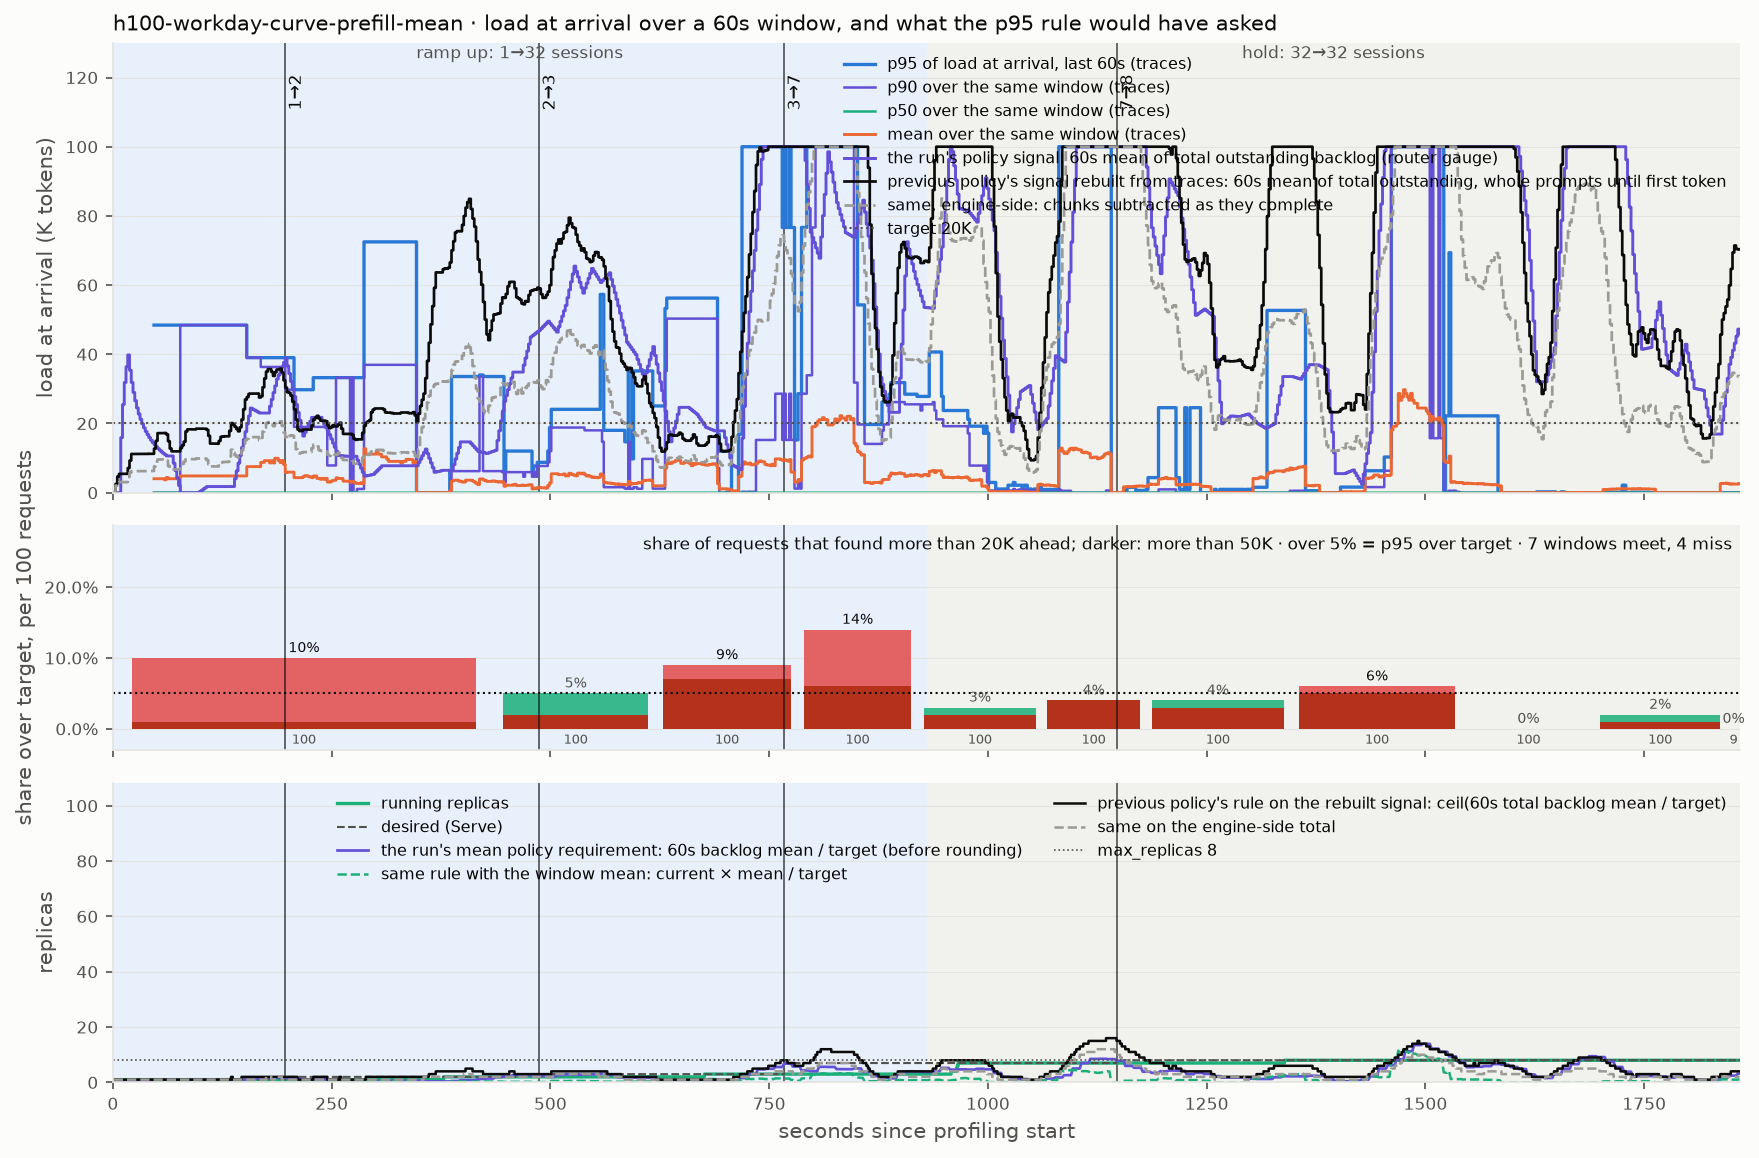 h100-workday-curve-prefill-mean · load at arrival over a 60s window, and what the p95 rule would have asked
ramp up: 1→32 sessions
hold: 32→32 sessions
1→2
2→3
3→7
7→8
p95 of load at arrival, last 60s (traces)
p90 over the same window (traces)
p50 over the same window (traces)
mean over the same window (traces)
the run's policy signal: 60s mean of total outstanding backlog (router gauge)
previous policy's signal rebuilt from traces: 60s mean of total outstanding, whole prompts until first token
same, engine-side: chunks subtracted as they complete
target 20K
load at arrival (K tokens)
120
100
80
60
40
20
0
share of requests that found more than 20K ahead; darker: more than 50K · over 5% = p95 over target · 7 windows meet, 4 miss
share over target, per 100 requests
20.0%
10.0%
0.0%
10%
5%
9%
14%
3%
4%
4%
6%
0%
2%
0%
100
100
100
100
100
100
100
100
100
100
9
running replicas
desired (Serve)
the run's mean policy requirement: 60s backlog mean / target (before rounding)
same rule with the window mean: current × mean / target
previous policy's rule on the rebuilt signal: ceil(60s total backlog mean / target)
same on the engine-side total
max_replicas 8
replicas
100
80
60
40
20
0
0
250
500
750
1000
1250
1500
1750
seconds since profiling start